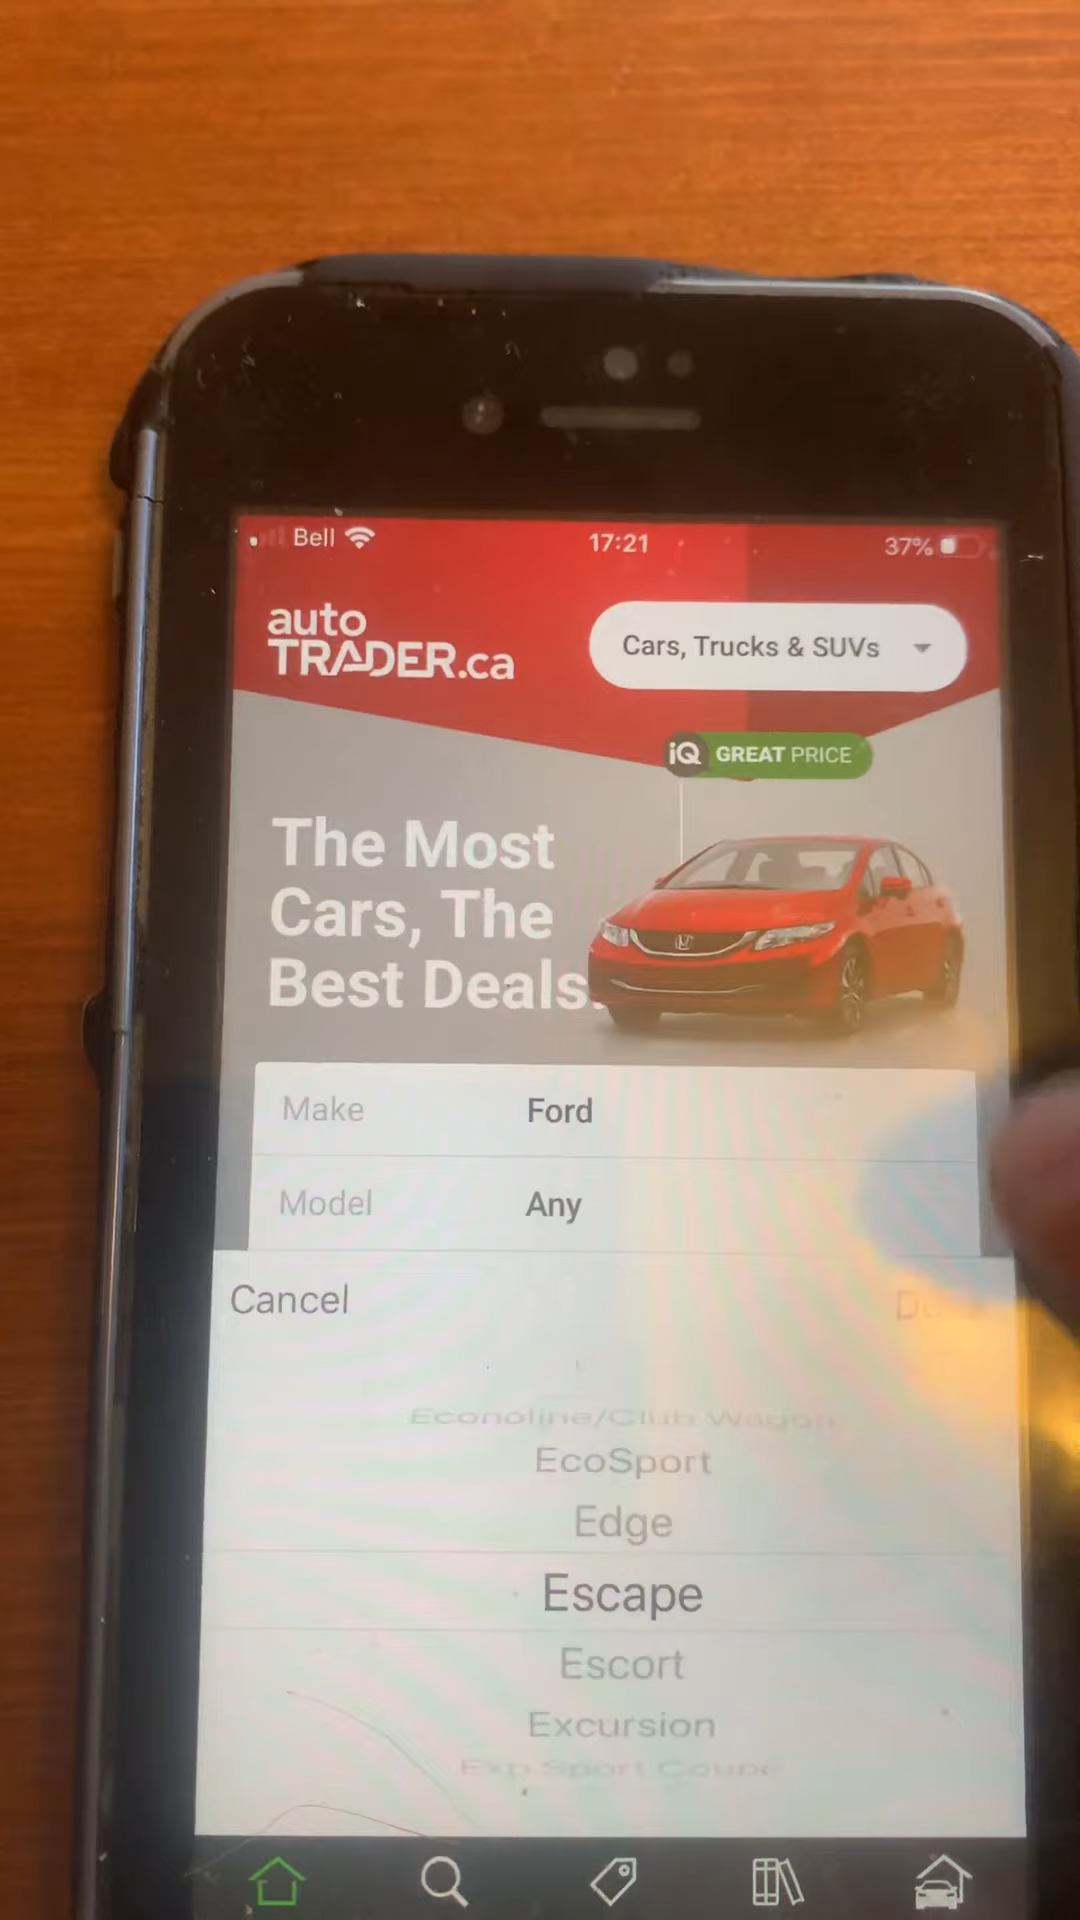 Bell 17:21 37%
auto
TRADER.ca
Cars, Trucks & SUVs
iQ GREAT PRICE
The Most
Cars, The
Best Deals.
Make Ford
Model Any
Cancel
Econoline/Club Wagon
EcoSport
Edge
Escape
Escort
Excursion
Exp Sport Coupe